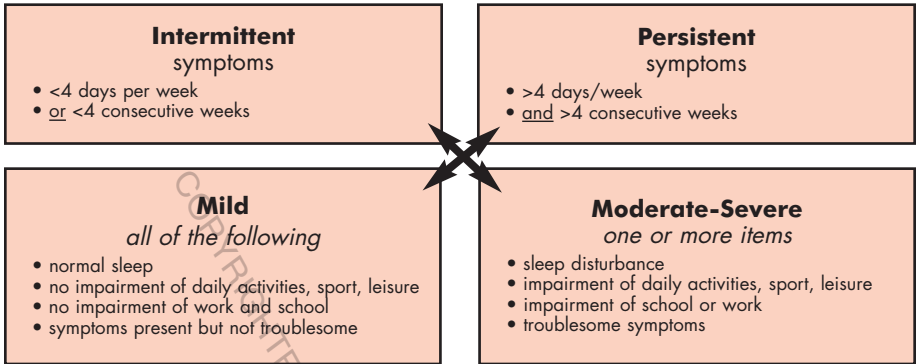 Intermittent
symptoms
• <4 days per week
• or <4 consecutive weeks
Persistent
symptoms
• >4 days/week
• and >4 consecutive weeks
Mild
all of the following
• normal sleep
• no impairment of daily activities, sport, leisure
• no impairment of work and school
• symptoms present but not troublesome
Moderate-Severe
one or more items
• sleep disturbance
• impairment of daily activities, sport, leisure
• impairment of school or work
• troublesome symptoms